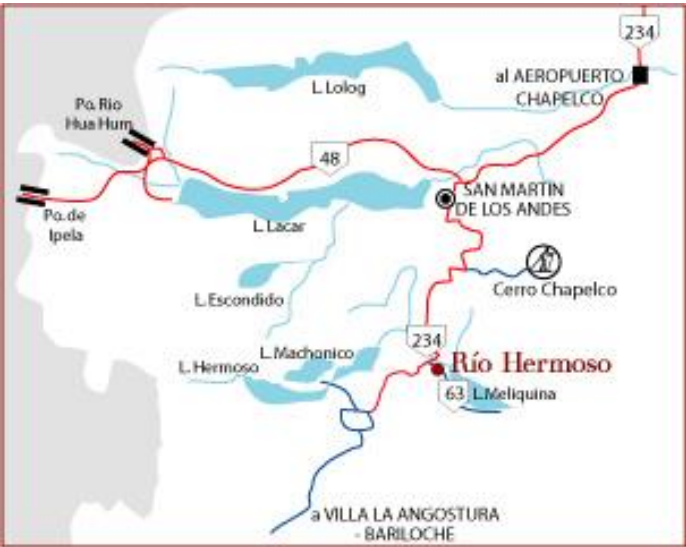 234
al AEROPUERTO
CHAPELCO
L. Lolog
Po. Rio
Hua Hum
48
SAN MARTIN
DE LOS ANDES
Po. de
Ipela
L. Lacar
Cerro Chapelco
L. Escondido
234
L. Machonico
L. Hermoso
Río Hermoso
63
L. Meliquina
a VILLA LA ANGOSTURA
- BARILOCHE